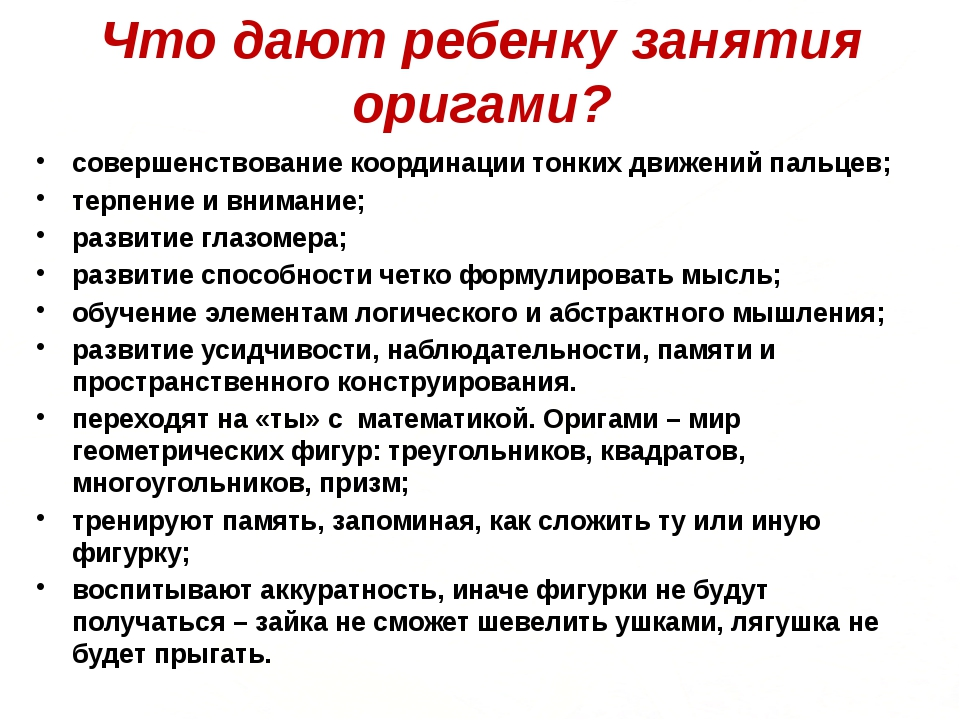 Что дают ребенку занятия
оригами?
• совершенствование координации тонких движений пальцев;
• терпение и внимание;
• развитие глазомера;
• развитие способности четко формулировать мысль;
• обучение элементам логического и абстрактного мышления;
• развитие усидчивости, наблюдательности, памяти и
пространственного конструирования.
• переходят на «ты» с  математикой. Оригами – мир
геометрических фигур: треугольников, квадратов,
многоугольников, призм;
• тренируют память, запоминая, как сложить ту или иную
фигурку;
• воспитывают аккуратность, иначе фигурки не будут
получаться – зайка не сможет шевелить ушками, лягушка не
будет прыгать.